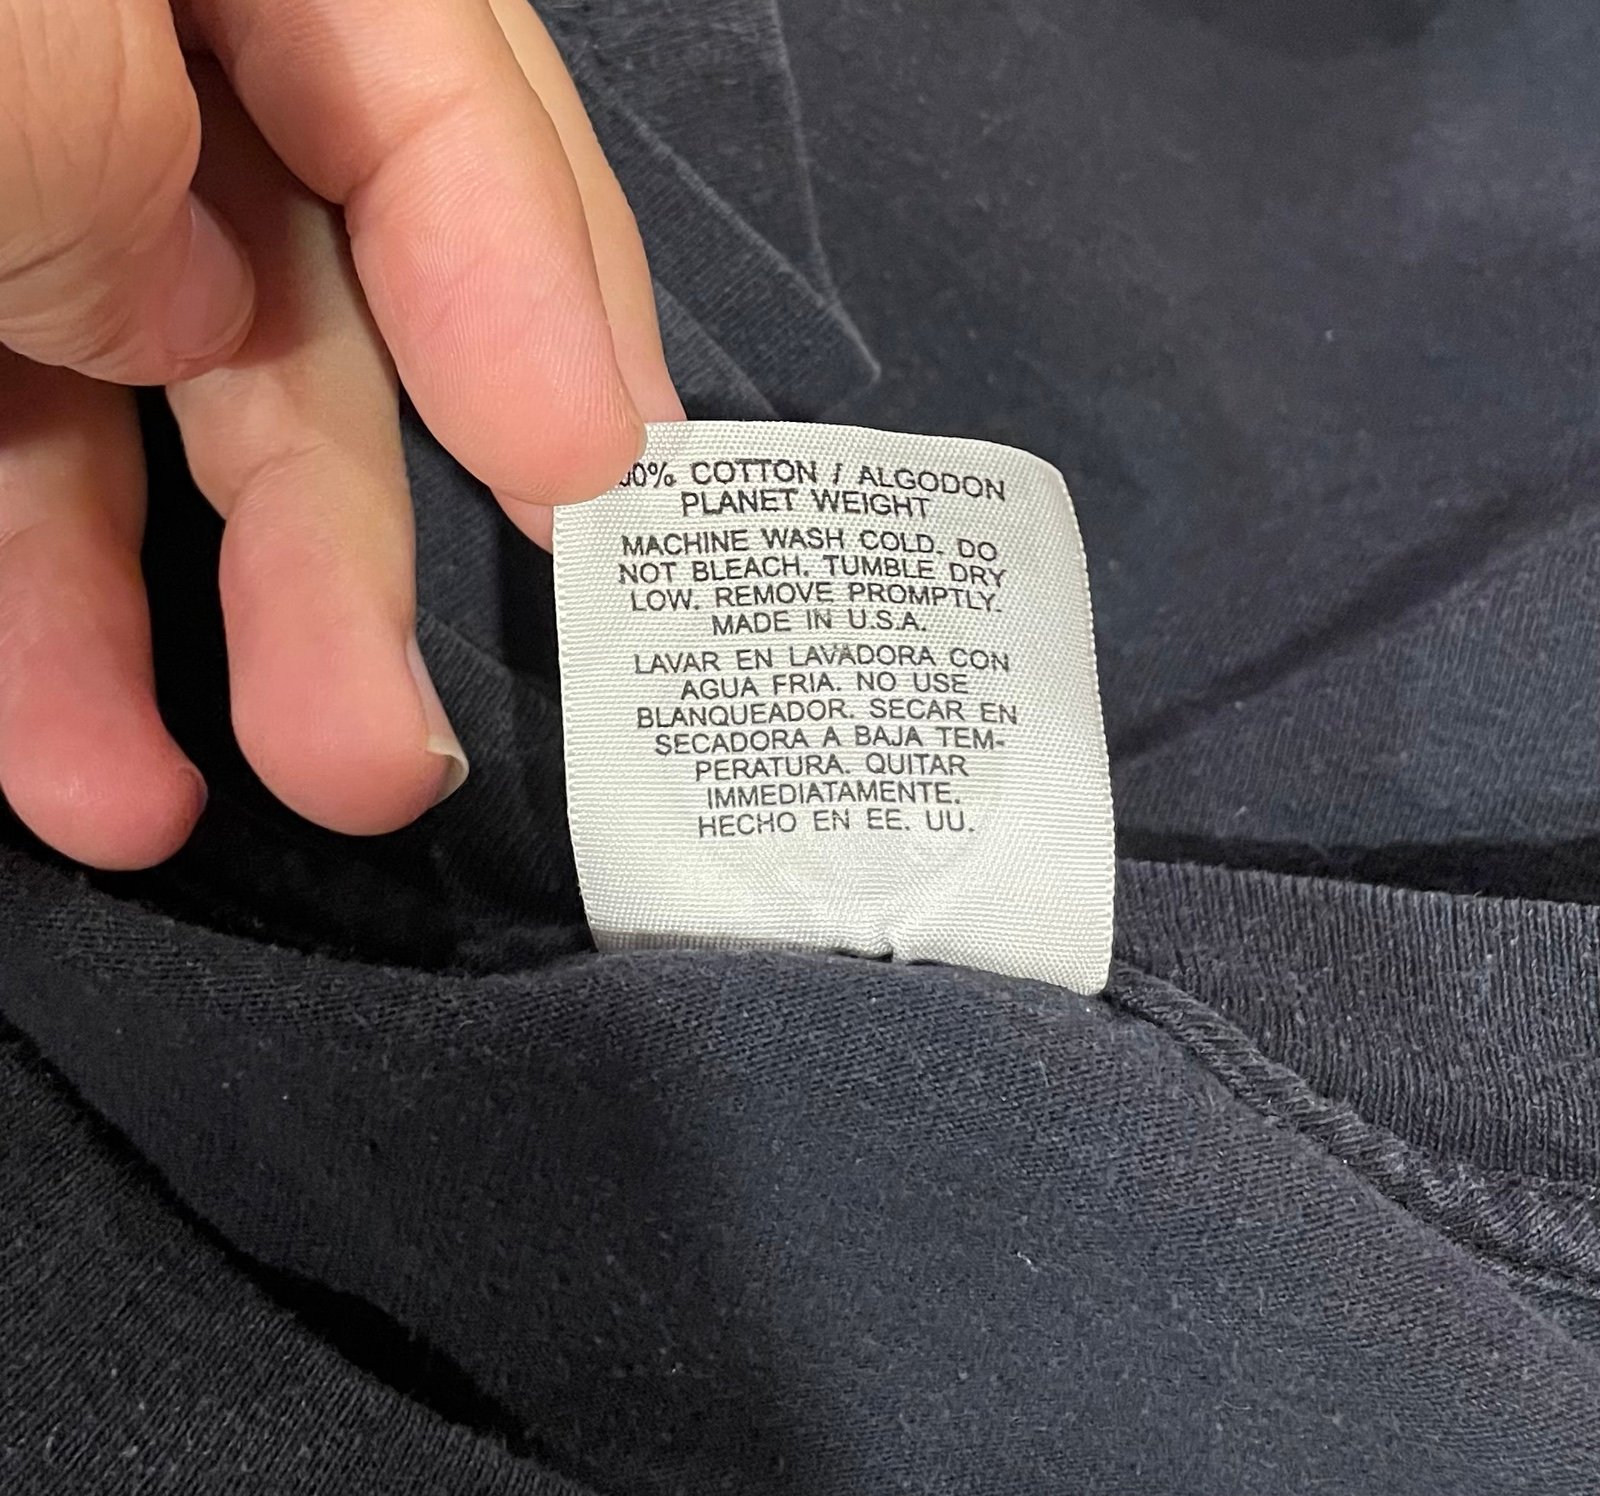 COTTON / ALGODON
PLANET WEIGHT
MACHINE WASH COLD. DO
NOT BLEACH. TUMBLE DRY
LOW. REMOVE PROMPTLY.
MADE IN U.S.A.
LAVAR EN LAVADORA CON
AGUA FRIA. NO USE
BLANQUEADOR. SECAR EN
SECADORA A BAJA TEM-
PERATURA. QUITAR
IMMEDIATAMENTE.
HECHO EN EE. UU.